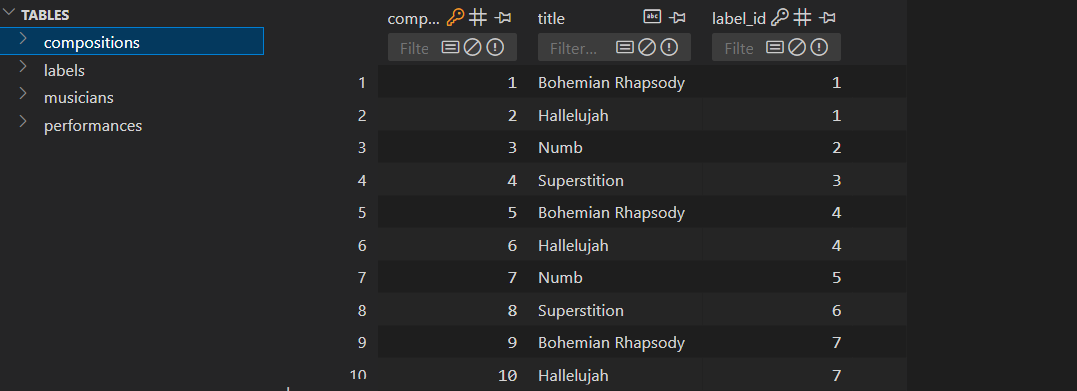 TABLES
compositions
labels
musicians
performances
comp... title label_id
Filte Filter... Filte
1 1 Bohemian Rhapsody 1
2 2 Hallelujah 1
3 3 Numb 2
4 4 Superstition 3
5 5 Bohemian Rhapsody 4
6 6 Hallelujah 4
7 7 Numb 5
8 8 Superstition 6
9 9 Bohemian Rhapsody 7
10 10 Hallelujah 7